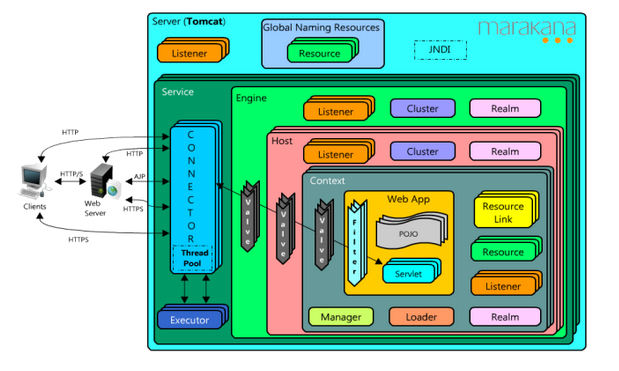 Server (Tomcat)
Global Naming Resources
marakana
Listener
Resource
JNDI
Service
Engine
Listener
Cluster
Realm
CONNECTOR
Thread
Pool
Host
Listener
Cluster
Realm
Context
HTTP
HTTP
HTTP/S
AJP
HTTPS
HTTPS
Clients
Web
Server
Valve
Valve
Valve
Filter
Web App
POJO
Servlet
Resource
Link
Resource
Listener
Executor
Manager
Loader
Realm